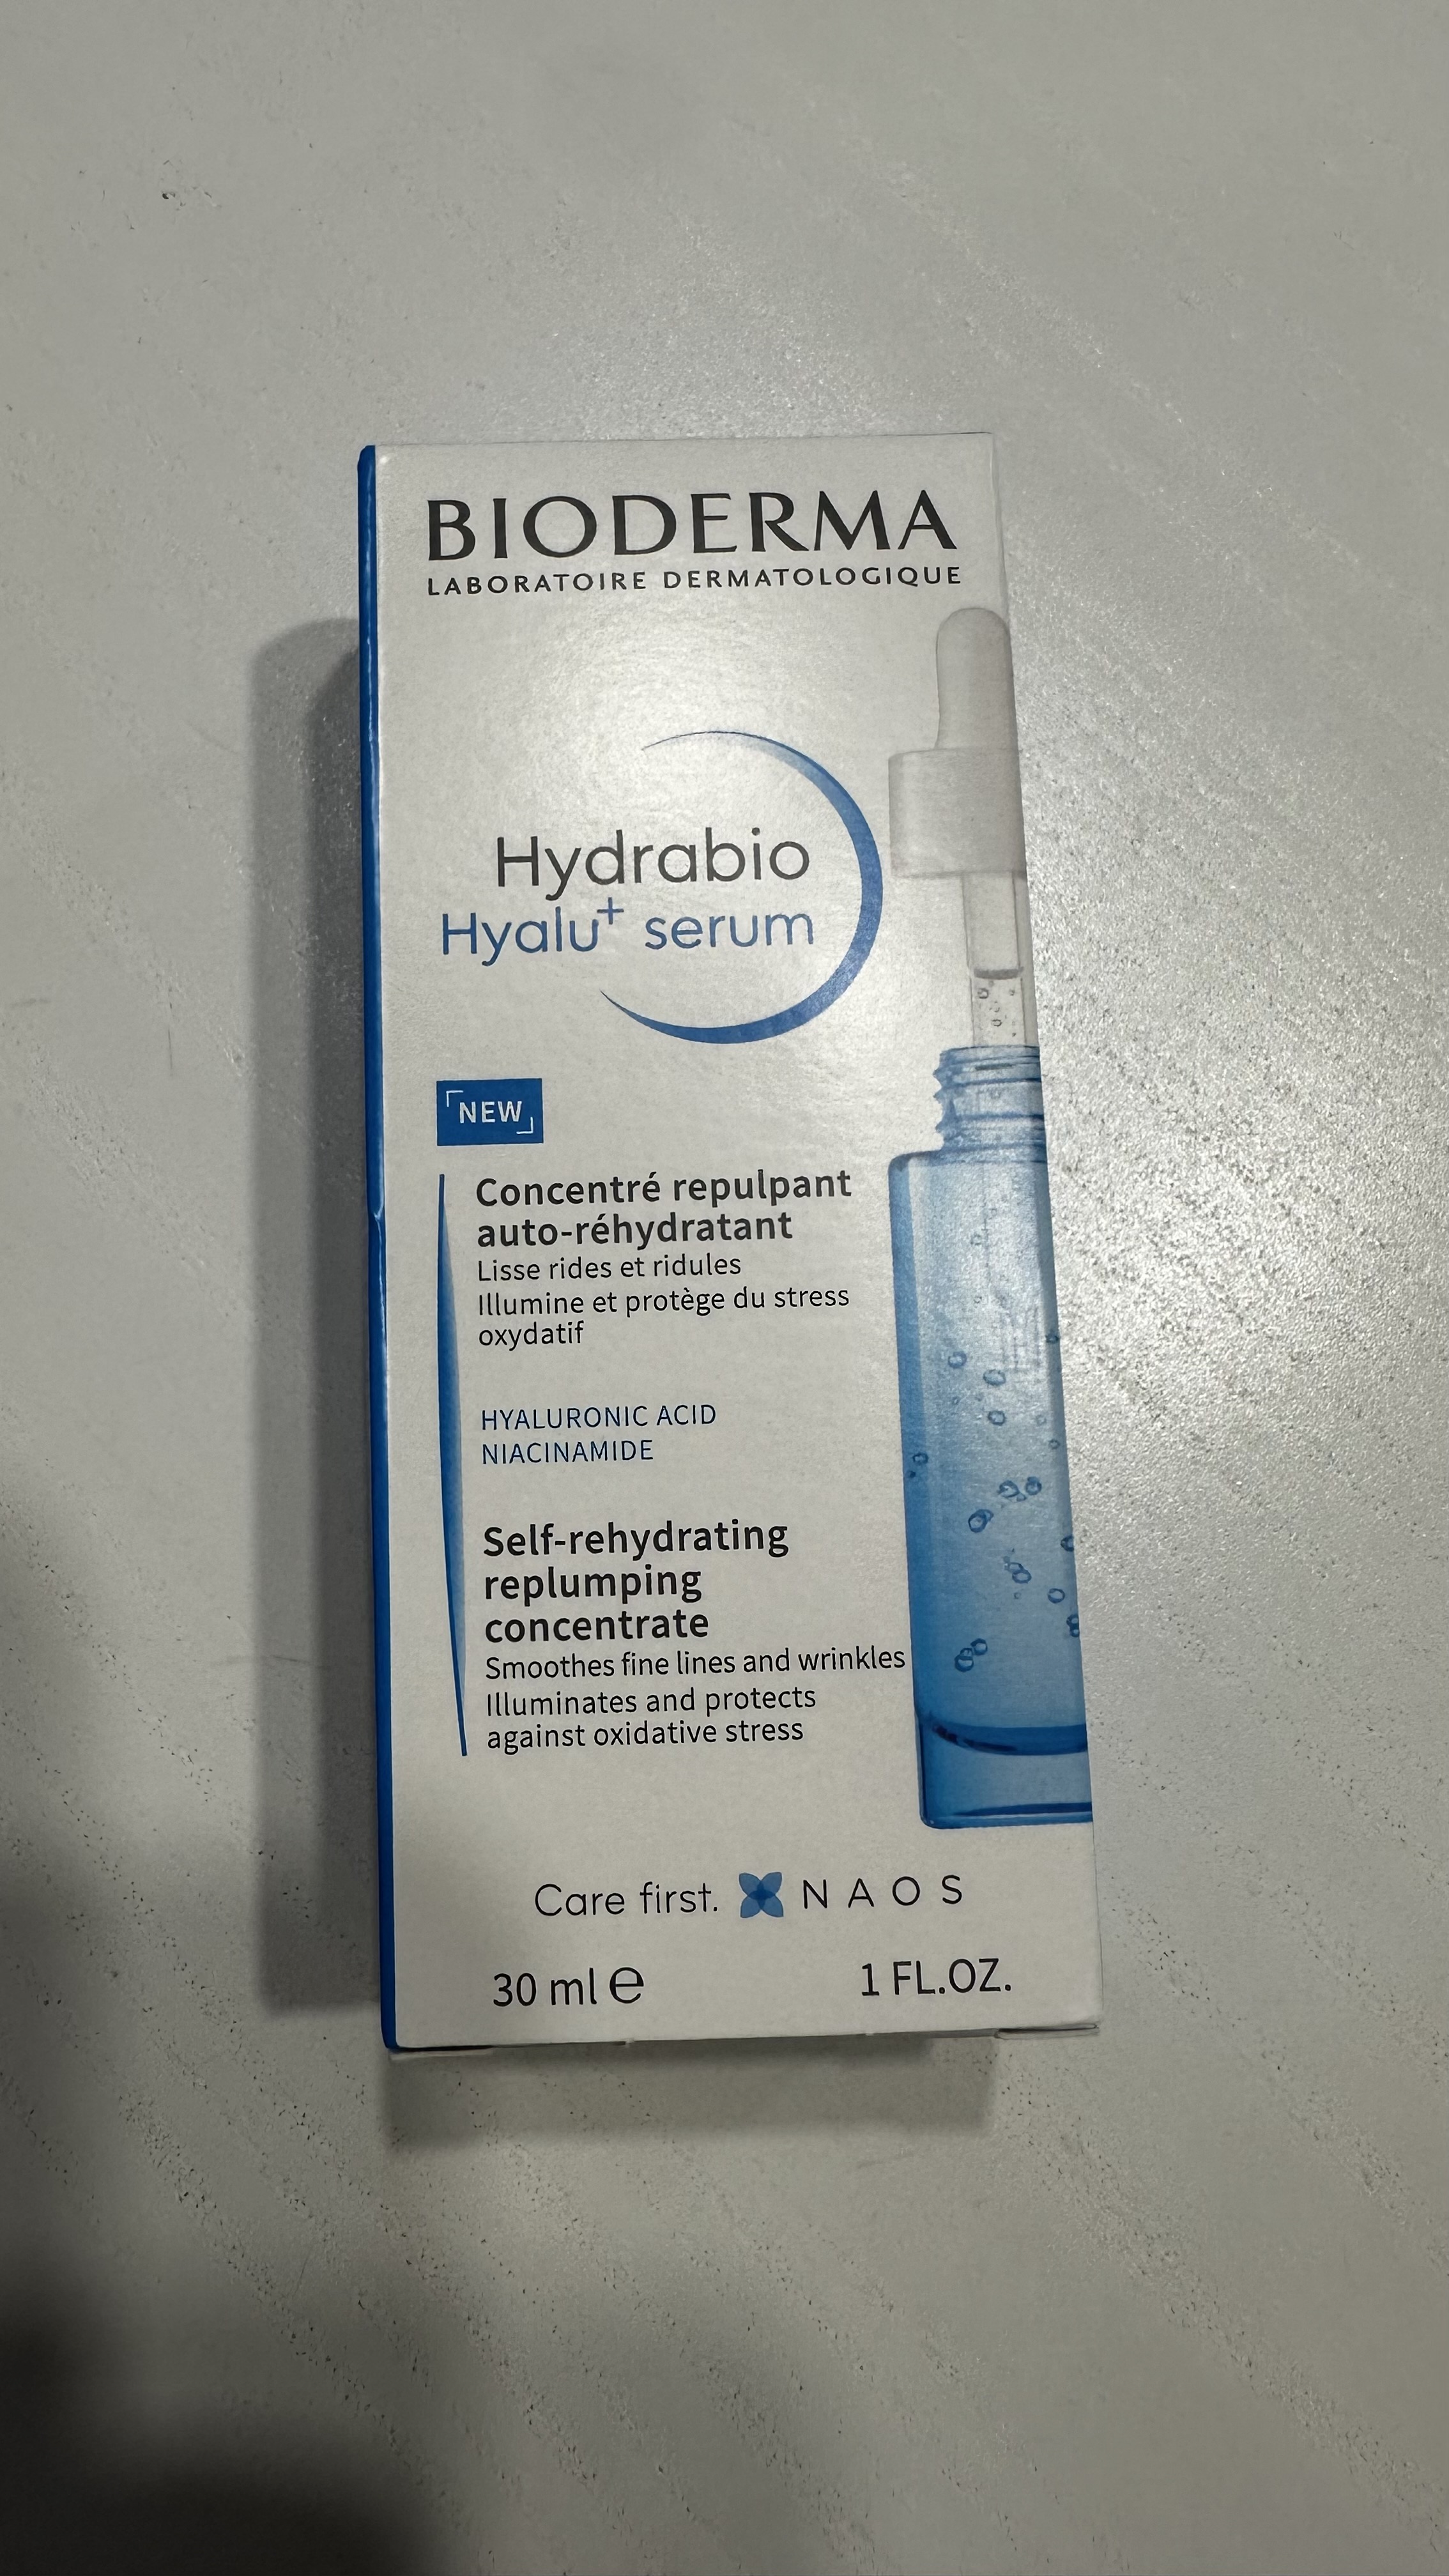 BIODERMA
LABORATOIRE DERMATOLOGIQUE
Hydrabio
Hyalu+ serum
NEW
Concentré repulpant
auto-réhydratant
Lisse rides et ridules
Illumine et protège du stress
oxydatif
HYALURONIC ACID
NIACINAMIDE
Self-rehydrating
replumping
concentrate
Smoothes fine lines and wrinkles
Illuminates and protects
against oxidative stress
Care first. NAOS
30 ml e 1 FL.OZ.